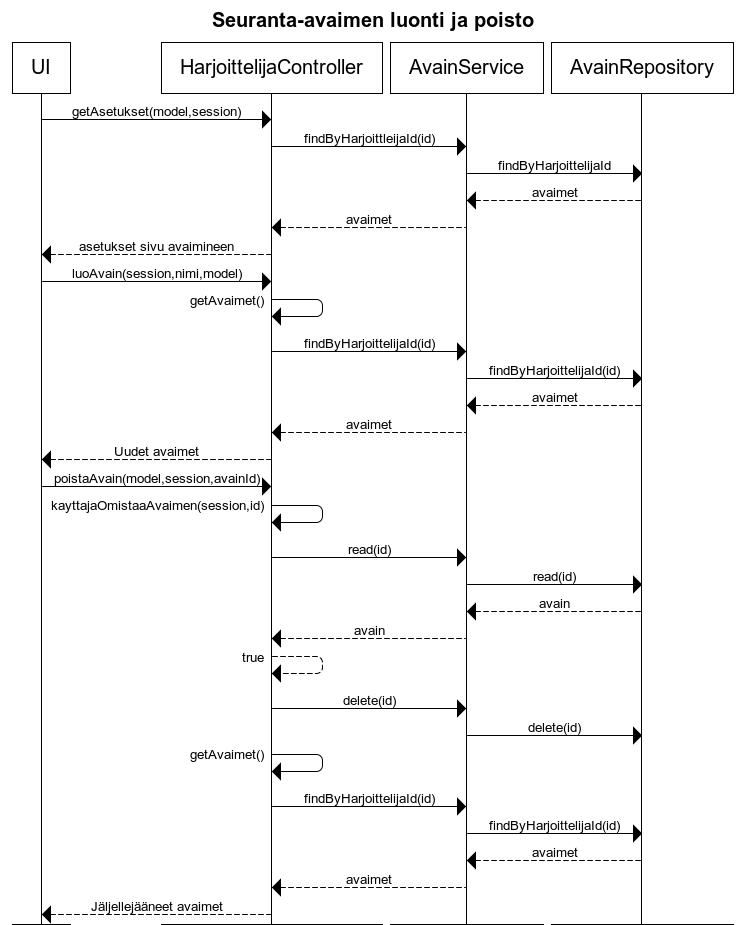 Seuranta-avaimen luonti ja poisto
UI
HarjoittelijaController
AvainService
AvainRepository
getAsetukset(model,session)
findByHarjoittleijaId(id)
findByHarjoittelijaId
avaimet
avaimet
asetukset sivu avaimineen
luoAvain(session,nimi,model)
getAvaimet()
findByHarjoittelijaId(id)
findByHarjoittelijaId(id)
avaimet
avaimet
Uudet avaimet
poistaAvain(model,session,avainId)
kayttajaOmistaaAvaimen(session,id)
read(id)
read(id)
avain
avain
true
delete(id)
delete(id)
getAvaimet()
findByHarjoittelijaId(id)
findByHarjoittelijaId(id)
avaimet
avaimet
Jäljellejääneet avaimet